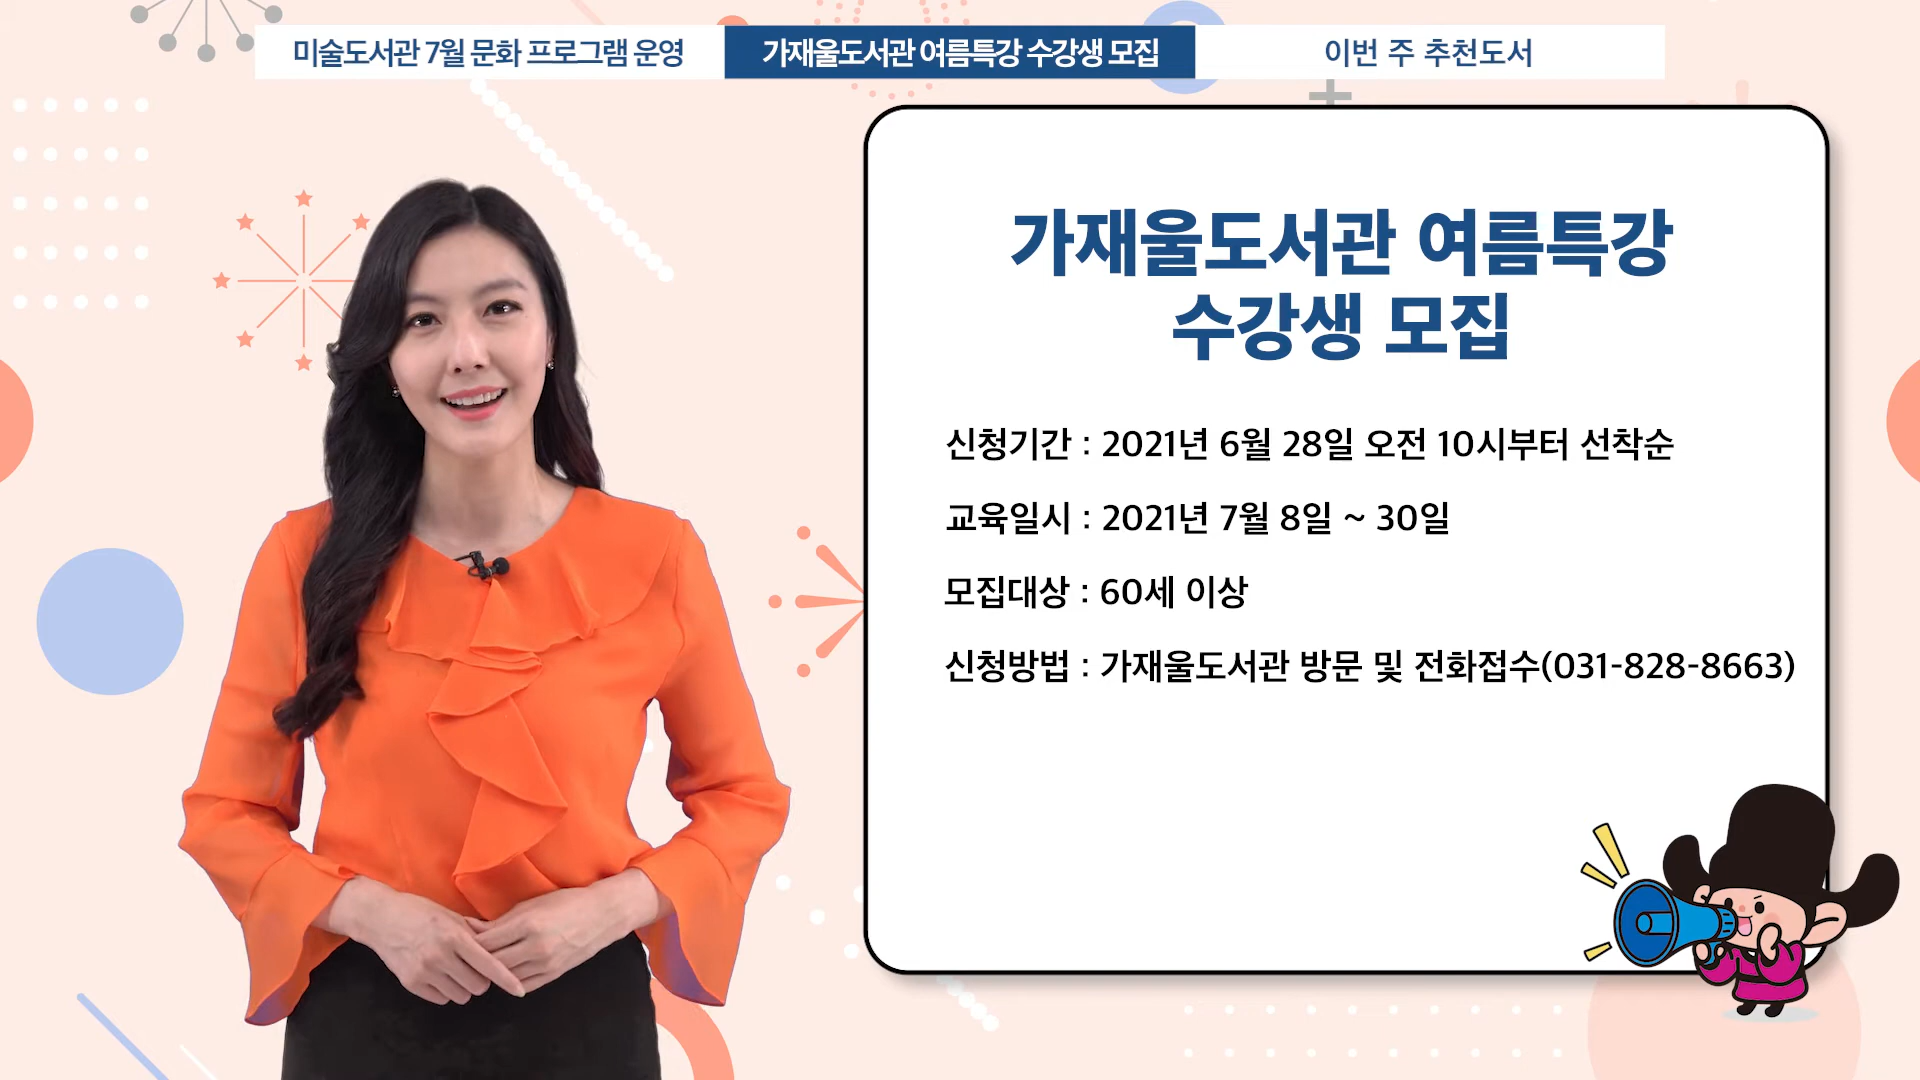 미술도서관 7월 문화 프로그램 운영
가재울도서관 여름특강 수강생 모집
이번 주 추천도서
가재울도서관 여름특강
수강생 모집
신청기간 : 2021년 6월 28일 오전 10시부터 선착순
교육일시 : 2021년 7월 8일 ~ 30일
모집대상 : 60세 이상
신청방법 : 가재울도서관 방문 및 전화접수(031-828-8663)